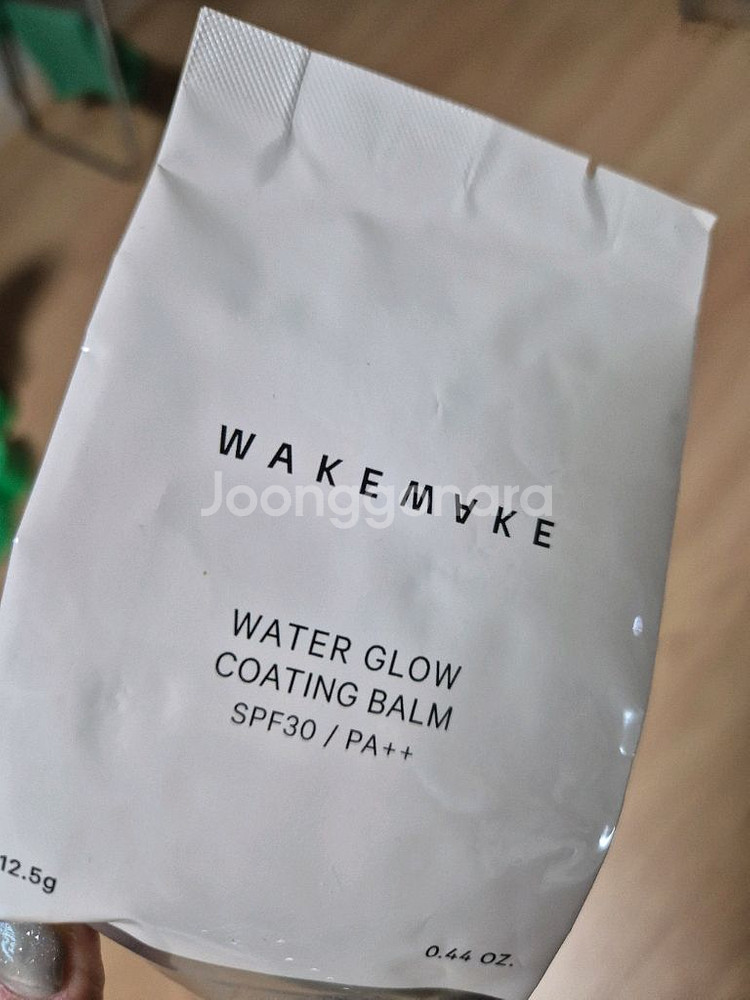 WAKEMAKE
Joonggonara
WATER GLOW
COATING BALM
SPF30 / PA++
12.5g
0.44 OZ.